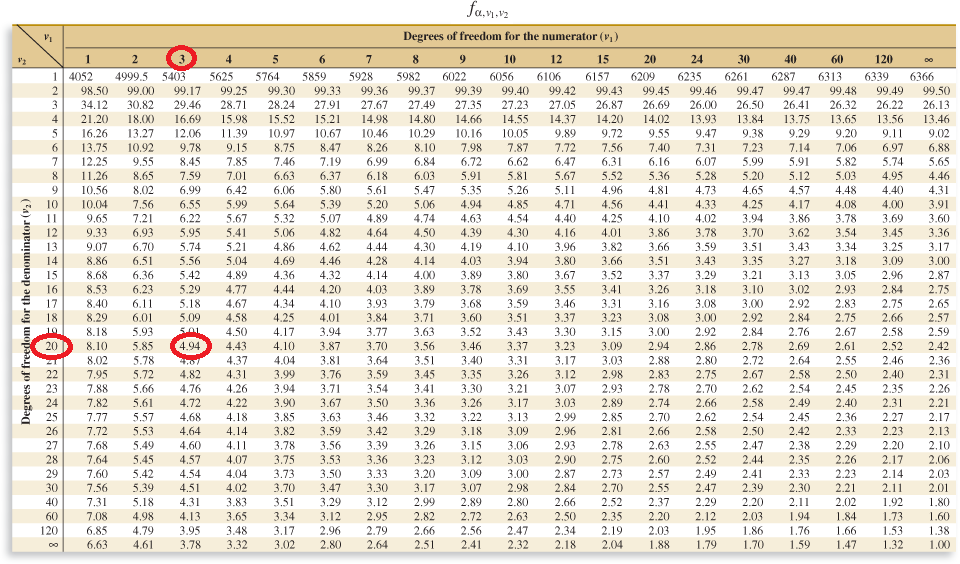 fα,v1,v2
v1 Degrees of freedom for the numerator (v1)
v2 1 2 3 4 5 6 7 8 9 10 12 15 20 24 30 40 60 120 ∞
Degrees of freedom for the denominator (v2)
1 4052 4999.5 5403 5625 5764 5859 5928 5982 6022 6056 6106 6157 6209 6235 6261 6287 6313 6339 6366
2 98.50 99.00 99.17 99.25 99.30 99.33 99.36 99.37 99.39 99.40 99.42 99.43 99.45 99.46 99.47 99.47 99.48 99.49 99.50
3 34.12 30.82 29.46 28.71 28.24 27.91 27.67 27.49 27.35 27.23 27.05 26.87 26.69 26.00 26.50 26.41 26.32 26.22 26.13
4 21.20 18.00 16.69 15.98 15.52 15.21 14.98 14.80 14.66 14.55 14.37 14.20 14.02 13.93 13.84 13.75 13.65 13.56 13.46
5 16.26 13.27 12.06 11.39 10.97 10.67 10.46 10.29 10.16 10.05 9.89 9.72 9.55 9.47 9.38 9.29 9.20 9.11 9.02
6 13.75 10.92 9.78 9.15 8.75 8.47 8.26 8.10 7.98 7.87 7.72 7.56 7.40 7.31 7.23 7.14 7.06 6.97 6.88
7 12.25 9.55 8.45 7.85 7.46 7.19 6.99 6.84 6.72 6.62 6.47 6.31 6.16 6.07 5.99 5.91 5.82 5.74 5.65
8 11.26 8.65 7.59 7.01 6.63 6.37 6.18 6.03 5.91 5.81 5.67 5.52 5.36 5.28 5.20 5.12 5.03 4.95 4.46
9 10.56 8.02 6.99 6.42 6.06 5.80 5.61 5.47 5.35 5.26 5.11 4.96 4.81 4.73 4.65 4.57 4.48 4.40 4.31
10 10.04 7.56 6.55 5.99 5.64 5.39 5.20 5.06 4.94 4.85 4.71 4.56 4.41 4.33 4.25 4.17 4.08 4.00 3.91
11 9.65 7.21 6.22 5.67 5.32 5.07 4.89 4.74 4.63 4.54 4.40 4.25 4.10 4.02 3.94 3.86 3.78 3.69 3.60
12 9.33 6.93 5.95 5.41 5.06 4.82 4.64 4.50 4.39 4.30 4.16 4.01 3.86 3.78 3.70 3.62 3.54 3.45 3.36
13 9.07 6.70 5.74 5.21 4.86 4.62 4.44 4.30 4.19 4.10 3.96 3.82 3.66 3.59 3.51 3.43 3.34 3.25 3.17
14 8.86 6.51 5.56 5.04 4.69 4.46 4.28 4.14 4.03 3.94 3.80 3.66 3.51 3.43 3.35 3.27 3.18 3.09 3.00
15 8.68 6.36 5.42 4.89 4.36 4.32 4.14 4.00 3.89 3.80 3.67 3.52 3.37 3.29 3.21 3.13 3.05 2.96 2.87
16 8.53 6.23 5.29 4.77 4.44 4.20 4.03 3.89 3.78 3.69 3.55 3.41 3.26 3.18 3.10 3.02 2.93 2.84 2.75
17 8.40 6.11 5.18 4.67 4.34 4.10 3.93 3.79 3.68 3.59 3.46 3.31 3.16 3.08 3.00 2.92 2.83 2.75 2.65
18 8.29 6.01 5.09 4.58 4.25 4.01 3.84 3.71 3.60 3.51 3.37 3.23 3.08 3.00 2.92 2.84 2.75 2.66 2.57
19 8.18 5.93 5.01 4.50 4.17 3.94 3.77 3.63 3.52 3.43 3.30 3.15 3.00 2.92 2.84 2.76 2.67 2.58 2.59
20 8.10 5.85 4.94 4.43 4.10 3.87 3.70 3.56 3.46 3.37 3.23 3.09 2.94 2.86 2.78 2.69 2.61 2.52 2.42
21 8.02 5.78 4.87 4.37 4.04 3.81 3.64 3.51 3.40 3.31 3.17 3.03 2.88 2.80 2.72 2.64 2.55 2.46 2.36
22 7.95 5.72 4.82 4.31 3.99 3.76 3.59 3.45 3.35 3.26 3.12 2.98 2.83 2.75 2.67 2.58 2.50 2.40 2.31
23 7.88 5.66 4.76 4.26 3.94 3.71 3.54 3.41 3.30 3.21 3.07 2.93 2.78 2.70 2.62 2.54 2.45 2.35 2.26
24 7.82 5.61 4.72 4.22 3.90 3.67 3.50 3.36 3.26 3.17 3.03 2.89 2.74 2.66 2.58 2.49 2.40 2.31 2.21
25 7.77 5.57 4.68 4.18 3.85 3.63 3.46 3.32 3.22 3.13 2.99 2.85 2.70 2.62 2.54 2.45 2.36 2.27 2.17
26 7.72 5.53 4.64 4.14 3.82 3.59 3.42 3.29 3.18 3.09 2.96 2.81 2.66 2.58 2.50 2.42 2.33 2.23 2.13
27 7.68 5.49 4.60 4.11 3.78 3.56 3.39 3.26 3.15 3.06 2.93 2.78 2.63 2.55 2.47 2.38 2.29 2.20 2.10
28 7.64 5.45 4.57 4.07 3.75 3.53 3.36 3.23 3.12 3.03 2.90 2.75 2.60 2.52 2.44 2.35 2.26 2.17 2.06
29 7.60 5.42 4.54 4.04 3.73 3.50 3.33 3.20 3.09 3.00 2.87 2.73 2.57 2.49 2.41 2.33 2.23 2.14 2.03
30 7.56 5.39 4.51 4.02 3.70 3.47 3.30 3.17 3.07 2.98 2.84 2.70 2.55 2.47 2.39 2.30 2.21 2.11 2.01
40 7.31 5.18 4.31 3.83 3.51 3.29 3.12 2.99 2.89 2.80 2.66 2.52 2.37 2.29 2.20 2.11 2.02 1.92 1.80
60 7.08 4.98 4.13 3.65 3.34 3.12 2.95 2.82 2.72 2.63 2.50 2.35 2.20 2.12 2.03 1.94 1.84 1.73 1.60
120 6.85 4.79 3.95 3.48 3.17 2.96 2.79 2.66 2.56 2.47 2.34 2.19 2.03 1.95 1.86 1.76 1.66 1.53 1.38
∞ 6.63 4.61 3.78 3.32 3.02 2.80 2.64 2.51 2.41 2.32 2.18 2.04 1.88 1.79 1.70 1.59 1.47 1.32 1.00